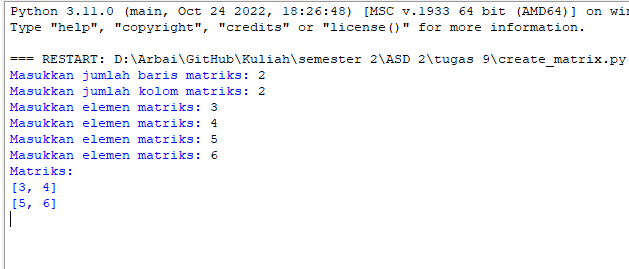 Python 3.11.0 (main, Oct 24 2022, 18:26:48) [MSC v.1933 64 bit (AMD64)] on
Type "help", "copyright", "credits" or "license()" for more information.
=== RESTART: D:\Arbai\GitHub\Kuliah\semester 2\ASD 2\tugas 9\create_matrix.py
Masukkan jumlah baris matriks: 2
Masukkan jumlah kolom matriks: 2
Masukkan elemen matriks: 3
Masukkan elemen matriks: 4
Masukkan elemen matriks: 5
Masukkan elemen matriks: 6
Matriks:
[3, 4]
[5, 6]